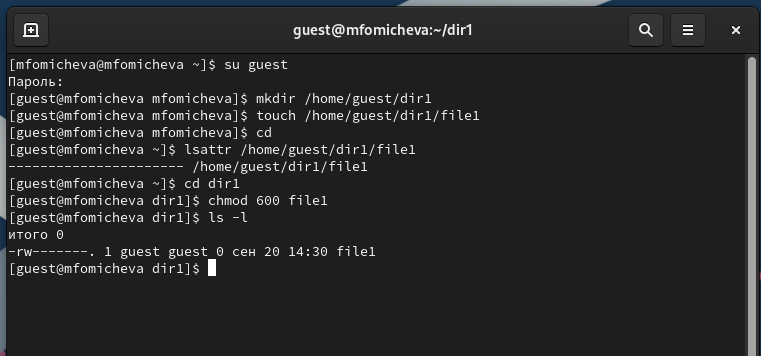 guest@mfomicheva:~/dir1
[mfomicheva@mfomicheva ~]$ su guest
Пароль:
[guest@mfomicheva mfomicheva]$ mkdir /home/guest/dir1
[guest@mfomicheva mfomicheva]$ touch /home/guest/dir1/file1
[guest@mfomicheva mfomicheva]$ cd
[guest@mfomicheva ~]$ lsattr /home/guest/dir1/file1
---------------------- /home/guest/dir1/file1
[guest@mfomicheva ~]$ cd dir1
[guest@mfomicheva dir1]$ chmod 600 file1
[guest@mfomicheva dir1]$ ls -l
итого 0
-rw-------. 1 guest guest 0 сен 20 14:30 file1
[guest@mfomicheva dir1]$